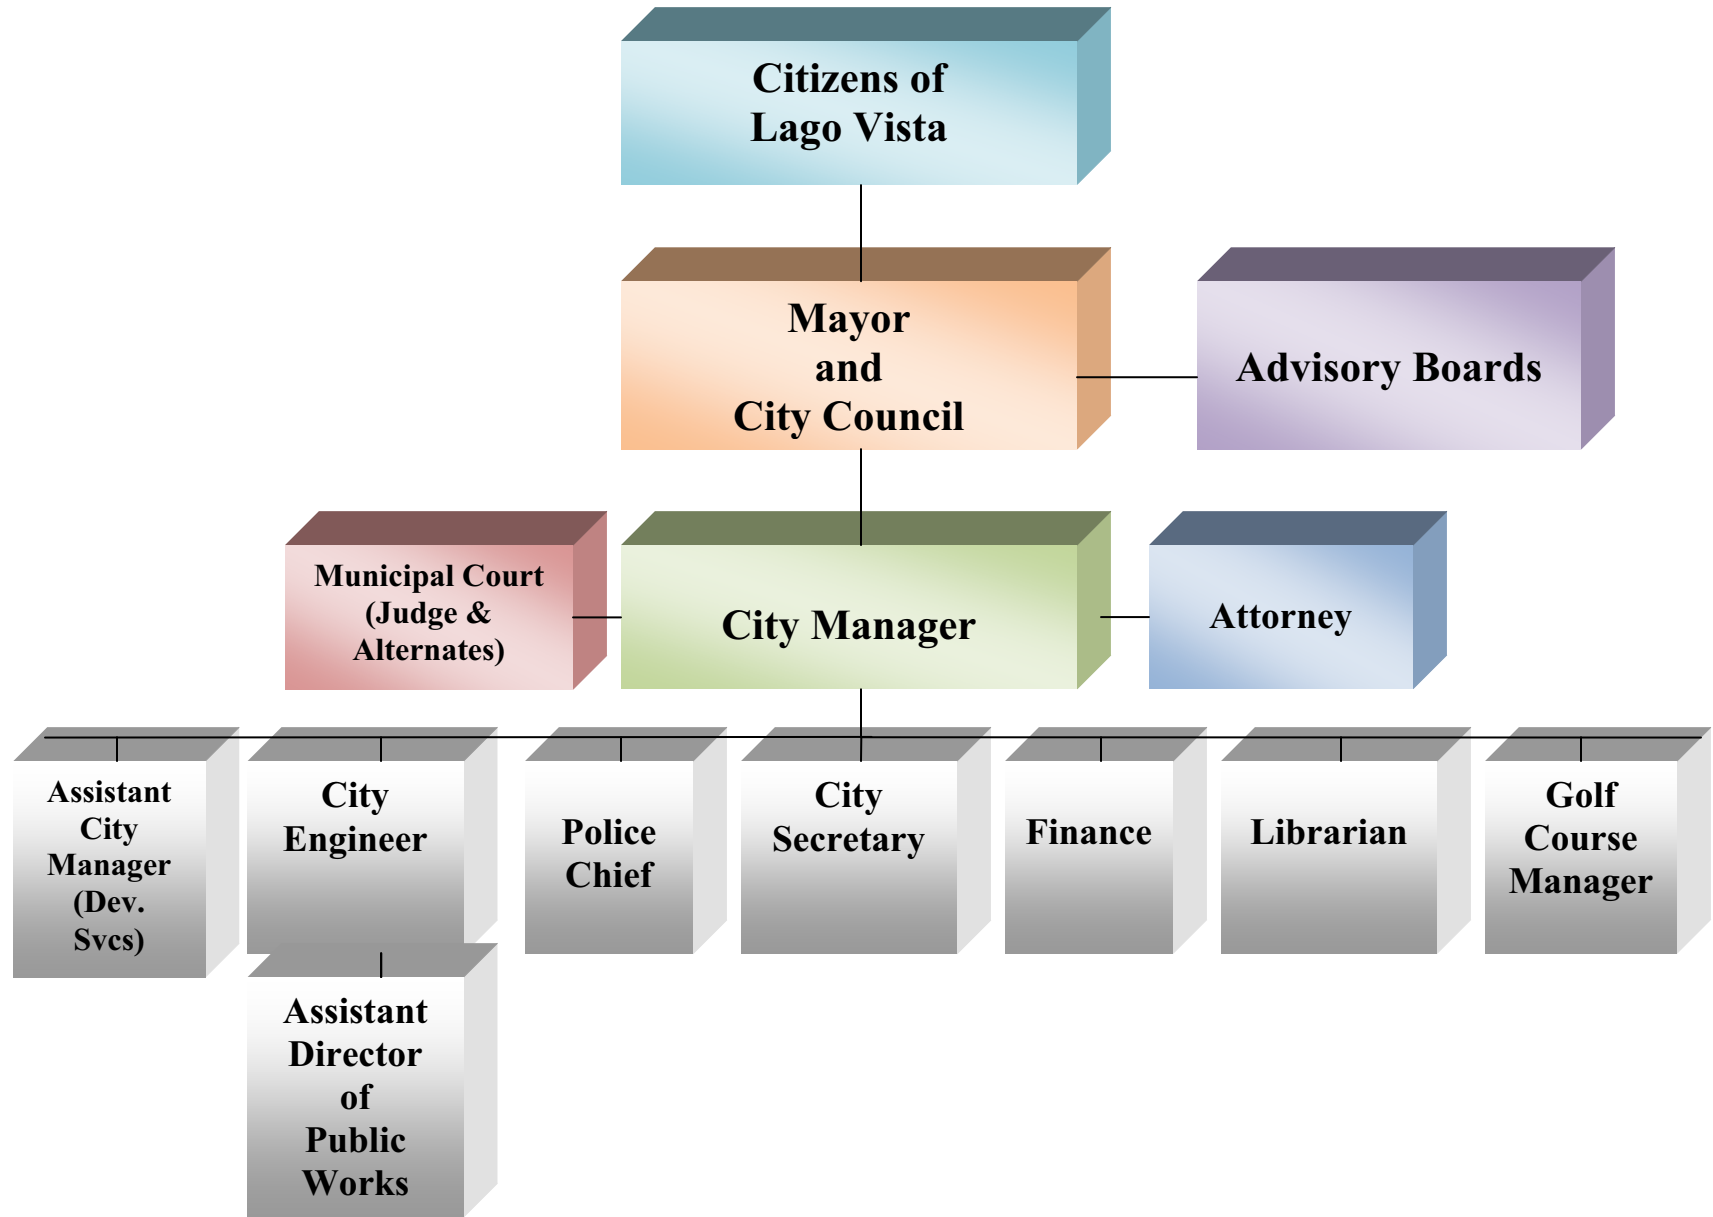 Citizens of
Lago Vista
Mayor
and
City Council
Advisory Boards
Municipal Court
(Judge &
Alternates)
City Manager
Attorney
Assistant
City
Manager
(Dev.
Svcs)
City
Engineer
Police
Chief
City
Secretary
Finance
Librarian
Golf
Course
Manager
Assistant
Director
of
Public
Works